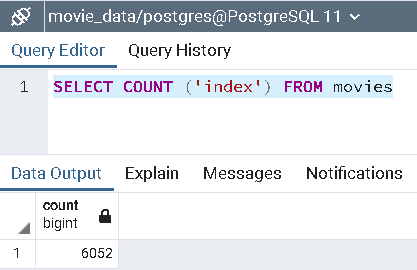 movie_data/postgres@PostgreSQL 11
Query Editor Query History
1 SELECT COUNT ('index') FROM movies
Data Output Explain Messages Notifications
count
bigint
1 6052